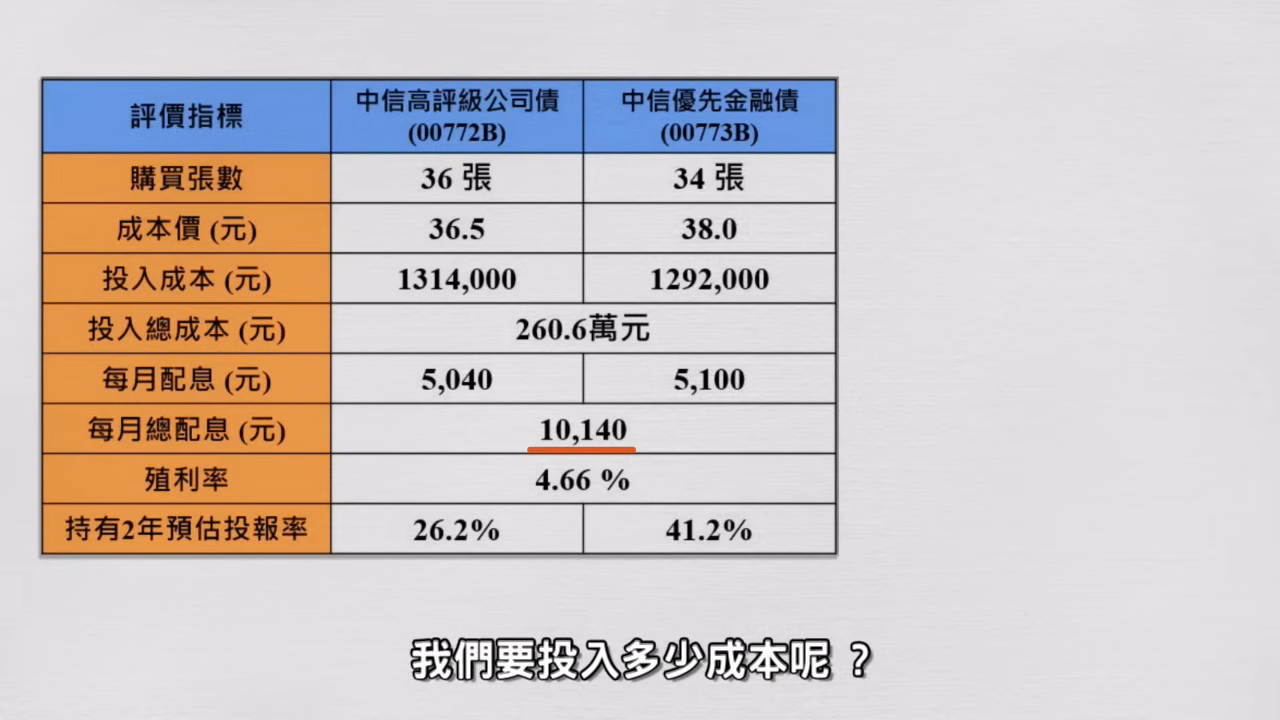 評價指標
中信高評級公司債
(00772B)
中信優先金融債
(00773B)
購買張數
36 張
34 張
成本價 (元)
36.5
38.0
投入成本 (元)
1314,000
1292,000
投入總成本 (元)
260.6萬元
每月配息 (元)
5,040
5,100
每月總配息 (元)
10,140
殖利率
4.66 %
持有2年預估投報率
26.2%
41.2%
我們要投入多少成本呢 ?